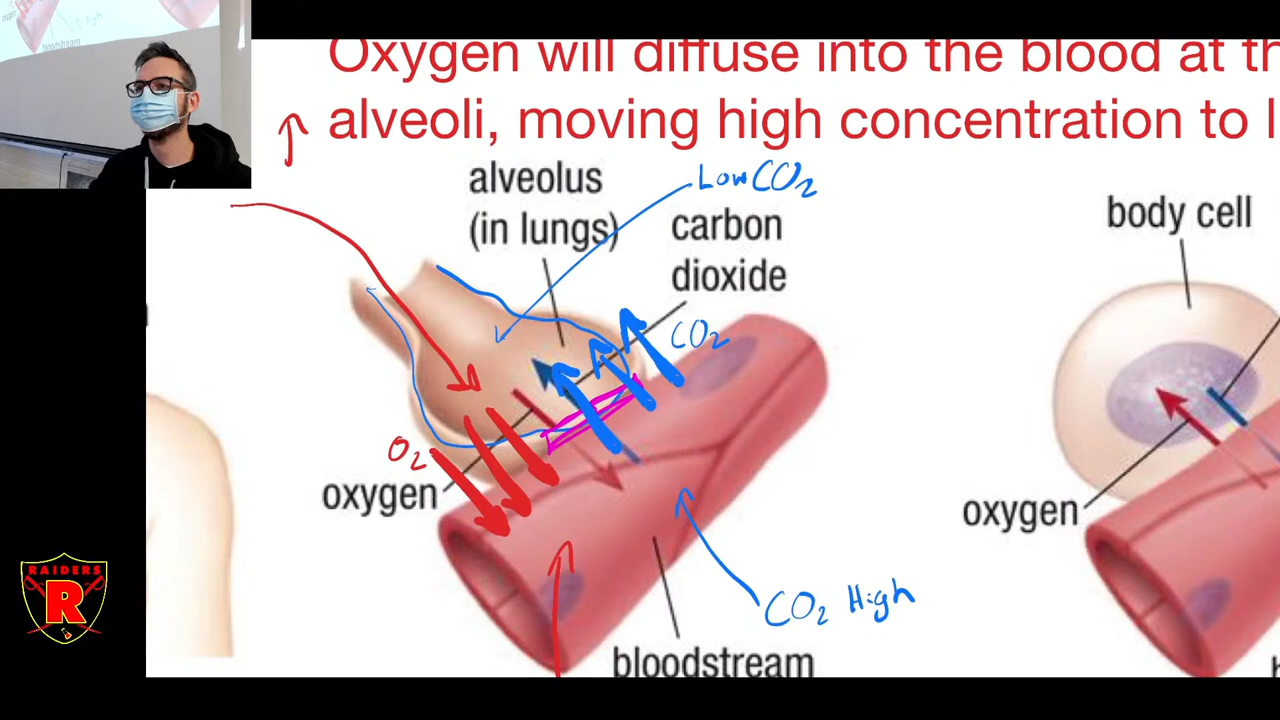 Oxygen will diffuse into the blood at th
alveoli, moving high concentration to l
alveolus
(in lungs)
Low CO2
carbon
dioxide
body cell
CO2
O2
oxygen
oxygen
CO2 High
bloodstream
RAIDERS
R